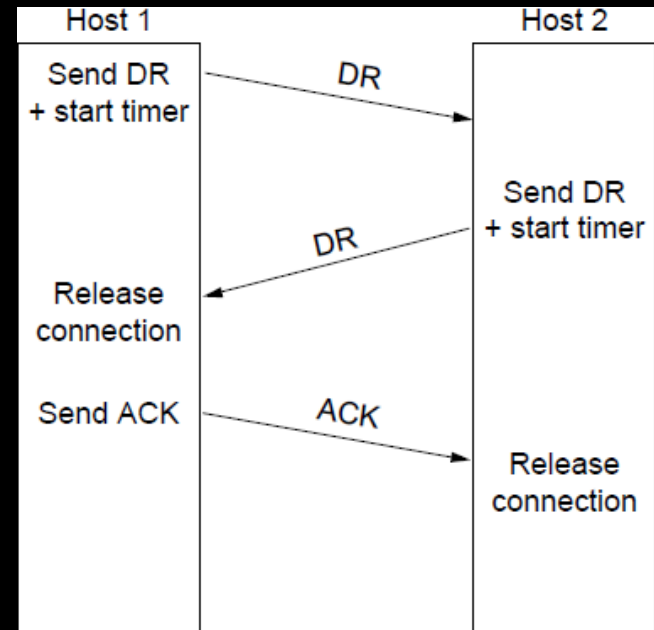 Host 1
Host 2
Send DR
+ start timer
DR
Send DR
+ start timer
DR
Release
connection
Send ACK
ACK
Release
connection